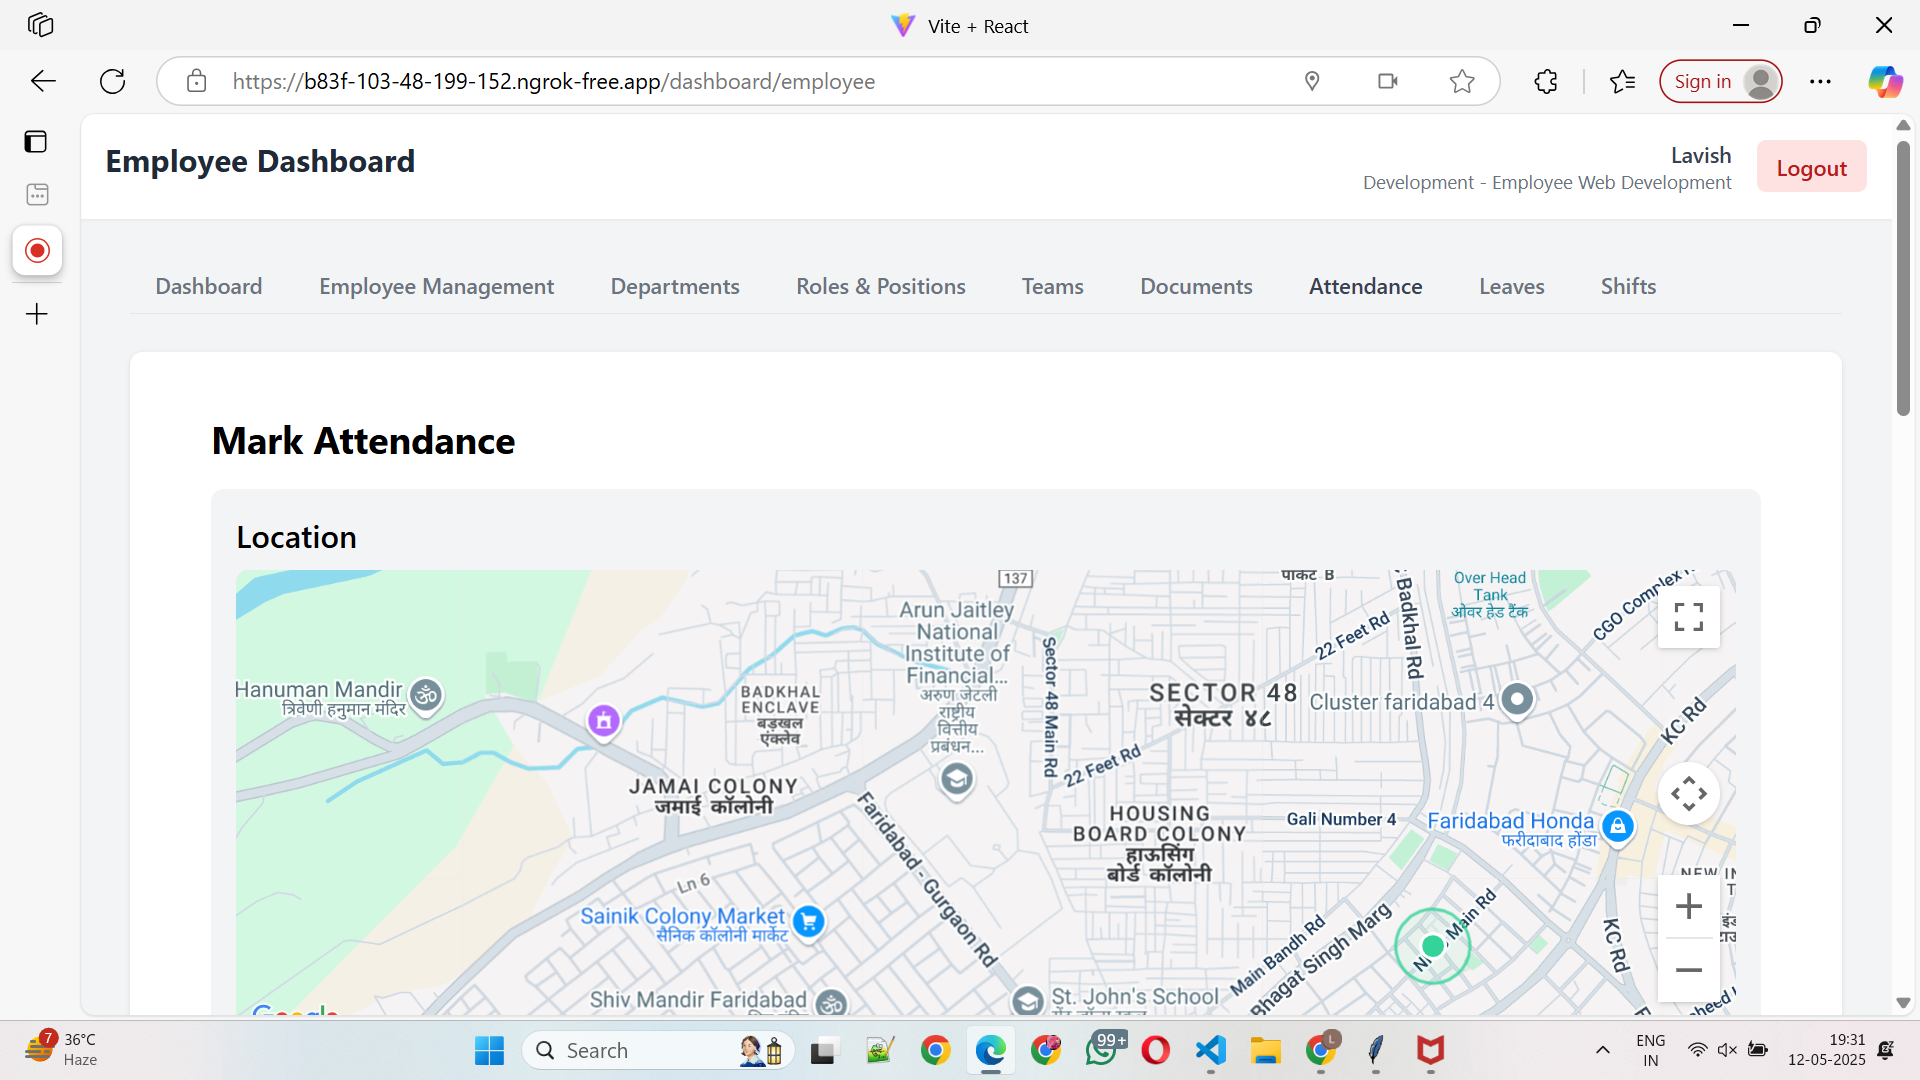 Vite + React
https://b83f-103-48-199-152.ngrok-free.app/dashboard/employee
Sign in
Employee Dashboard
Lavish
Development - Employee Web Development
Logout
Dashboard
Employee Management
Departments
Roles & Positions
Teams
Documents
Attendance
Leaves
Shifts
Mark Attendance
Location
137
पॉकेट B
Badkhal Rd
Over Head
Tank
ओवर हेड टैंक
CGO Complex
Arun Jaitley
National
Institute of
Financial...
अरुण जेटली
राष्ट्रीय
वित्तीय
प्रबंधन...
Sector 48 Main Rd
22 Feet Rd
Hanuman Mandir
त्रिवेणी हनुमान मंदिर
BADKHAL
ENCLAVE
बड़खल
एंक्लेव
SECTOR 48
सेक्टर ४८
Cluster faridabad 4
KC Rd
22 Feet Rd
JAMAI COLONY
जमाई कॉलोनी
HOUSING
BOARD COLONY
हाऊसिंग
बोर्ड कॉलोनी
Gali Number 4
Faridabad Honda
फरीदाबाद होंडा
Faridabad - Gurgaon Rd
Ln 6
Sainik Colony Market
सैनिक कॉलोनी मार्केट
Main Bandh Rd
Bhagat Singh Marg
Main Rd
KC Rd
Shiv Mandir Faridabad
St. John's School
Google
7
36°C
Haze
Search
99+
L
ENG
IN
19:31
12-05-2025